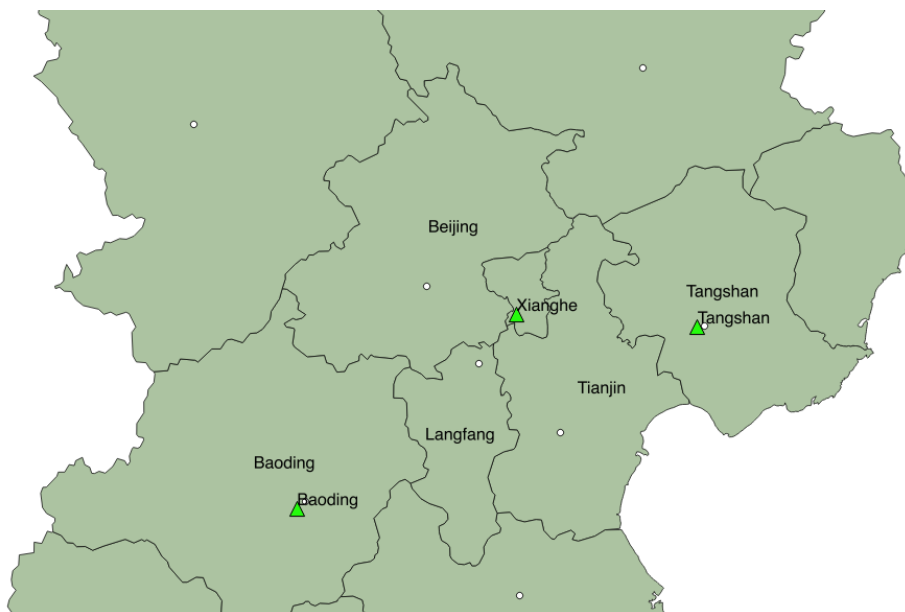 Beijing
Tangshan
Xianghe
Tangshan
Tianjin
Langfang
Baoding
Baoding